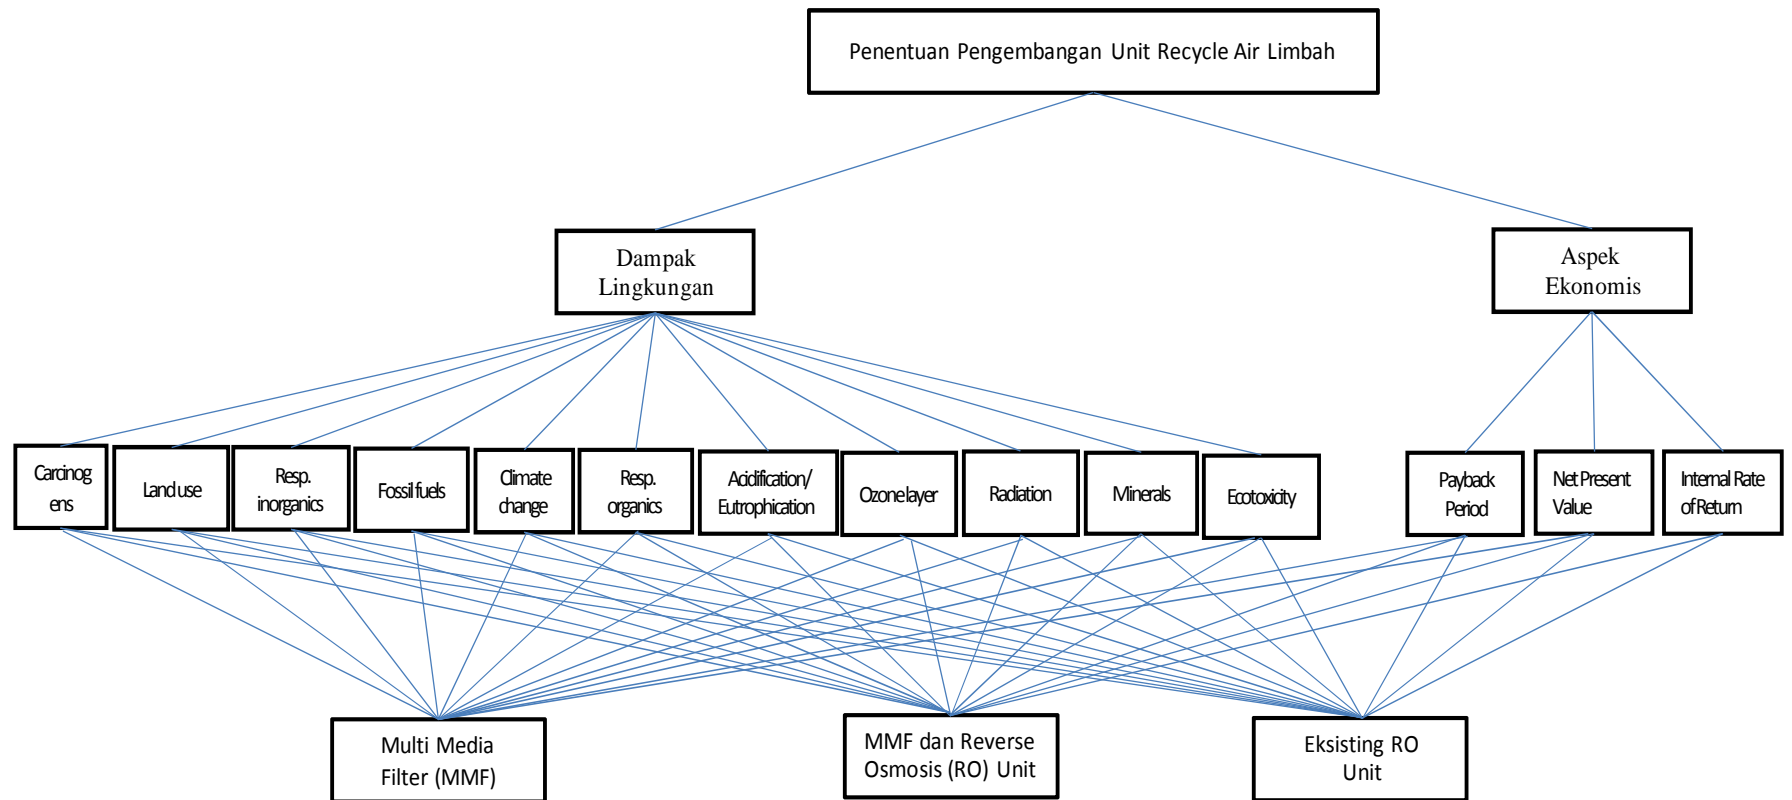 Penentuan Pengembangan Unit Recycle Air Limbah
Dampak
Lingkungan
Aspek
Ekonomis
Carcinog
ens
Land use
Resp.
inorganics
Fossil fuels
Climate
change
Resp.
organics
Acidification/
Eutrophication
Ozone layer
Radiation
Minerals
Ecotoxicity
Payback
Period
Net Present
Value
Internal Rate
of Return
Multi Media
Filter (MMF)
MMF dan Reverse
Osmosis (RO) Unit
Eksisting RO
Unit